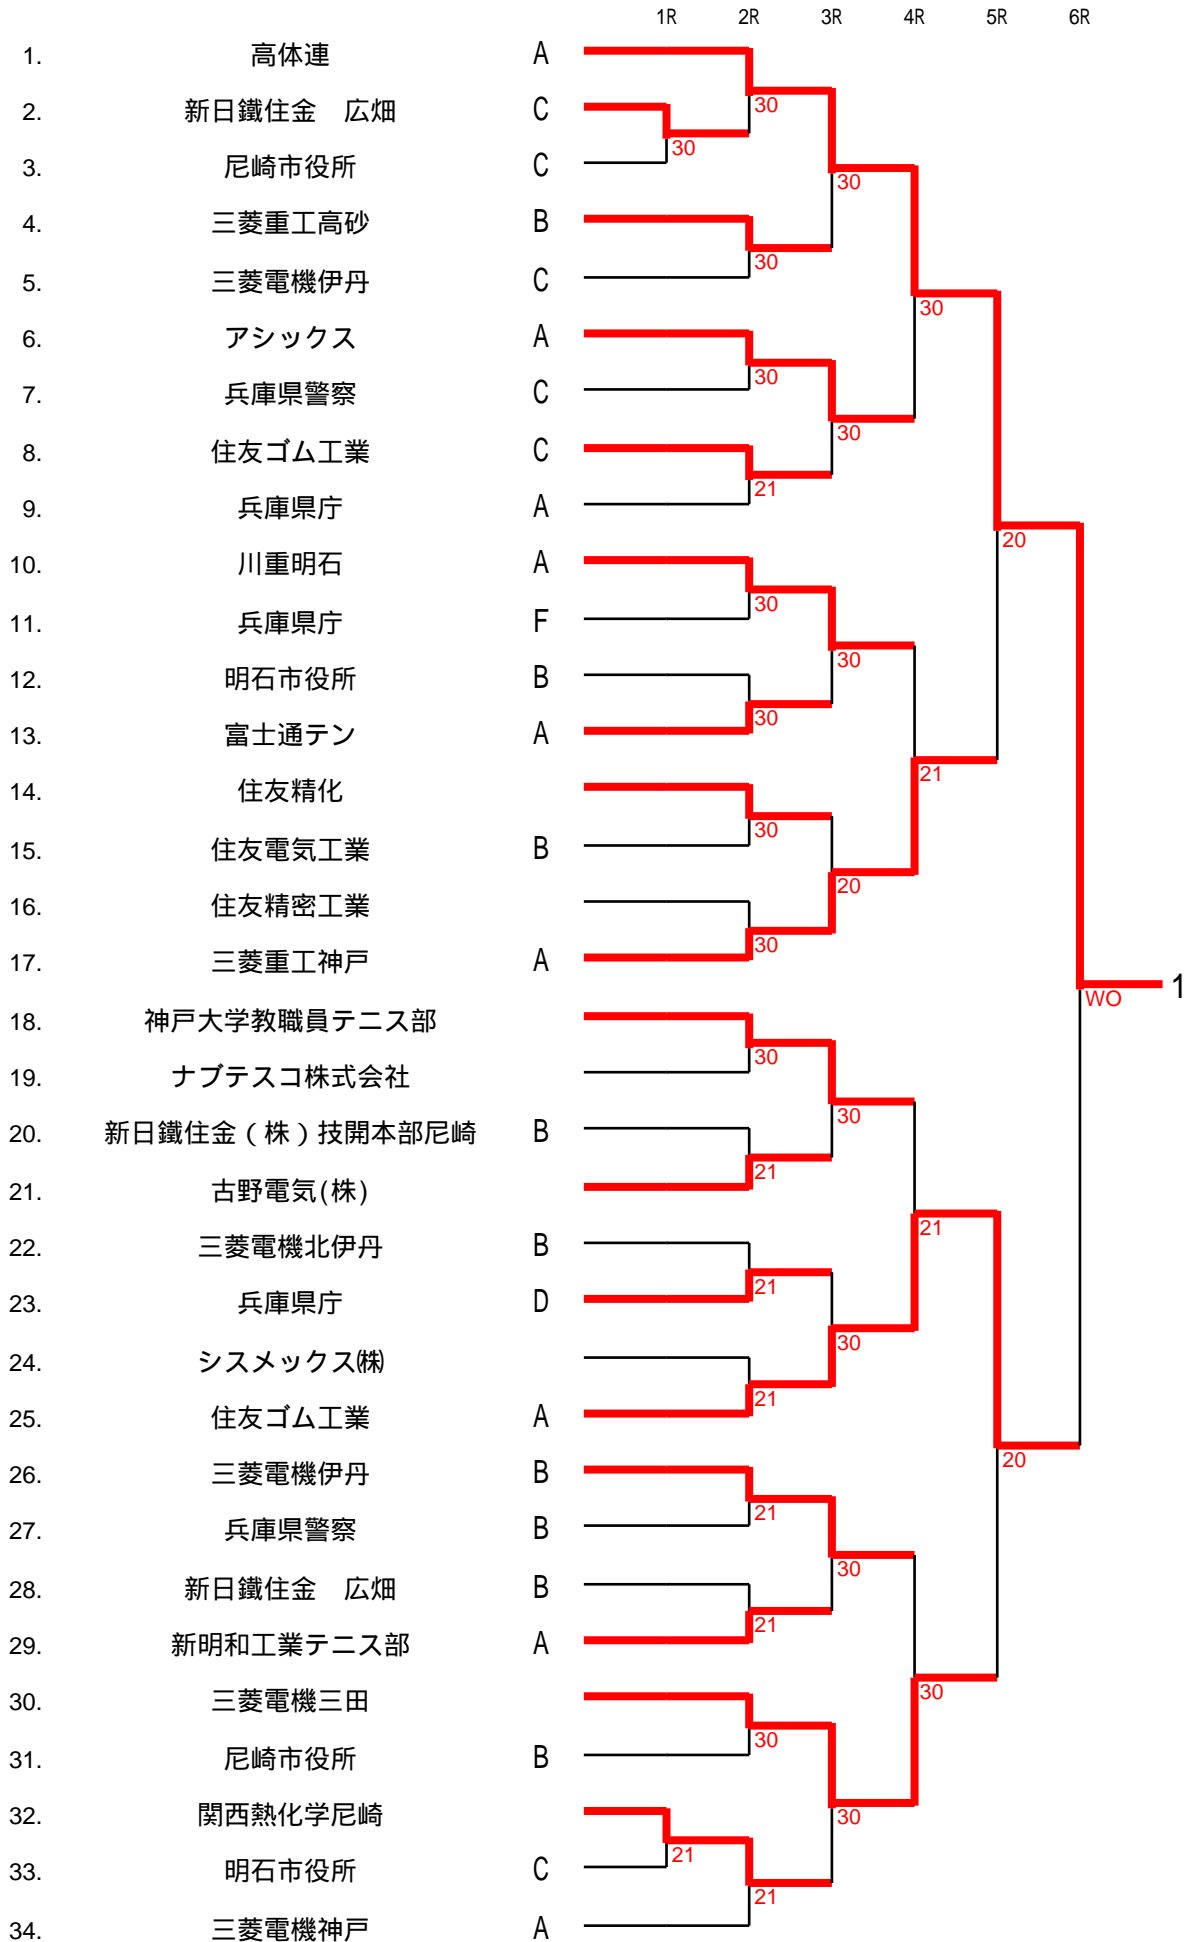 1R 2R 3R 4R 5R 6R
1. 高体連 A
30
2. 新日鐵住金　広畑 C
30
3. 尼崎市役所 C
30
4. 三菱重工高砂 B
30
5. 三菱電機伊丹 C
30
6. アシックス A
30
7. 兵庫県警察 C
30
8. 住友ゴム工業 C
21
9. 兵庫県庁 A
20
10. 川重明石 A
30
11. 兵庫県庁 F
30
12. 明石市役所 B
30
13. 富士通テン A
21
14. 住友精化
30
15. 住友電気工業 B
20
16. 住友精密工業
30
17. 三菱重工神戸 A
WO 1
18. 神戸大学教職員テニス部
30
19. ナブテスコ株式会社
30
20. 新日鐵住金（株）技開本部尼崎 B
21
21. 古野電気(株)
21
22. 三菱電機北伊丹 B
21
23. 兵庫県庁 D
30
24. シスメックス㈱
21
25. 住友ゴム工業 A
20
26. 三菱電機伊丹 B
21
27. 兵庫県警察 B
30
28. 新日鐵住金　広畑 B
21
29. 新明和工業テニス部 A
30
30. 三菱電機三田
30
31. 尼崎市役所 B
30
32. 関西熱化学尼崎
21
33. 明石市役所 C
21
34. 三菱電機神戸 A